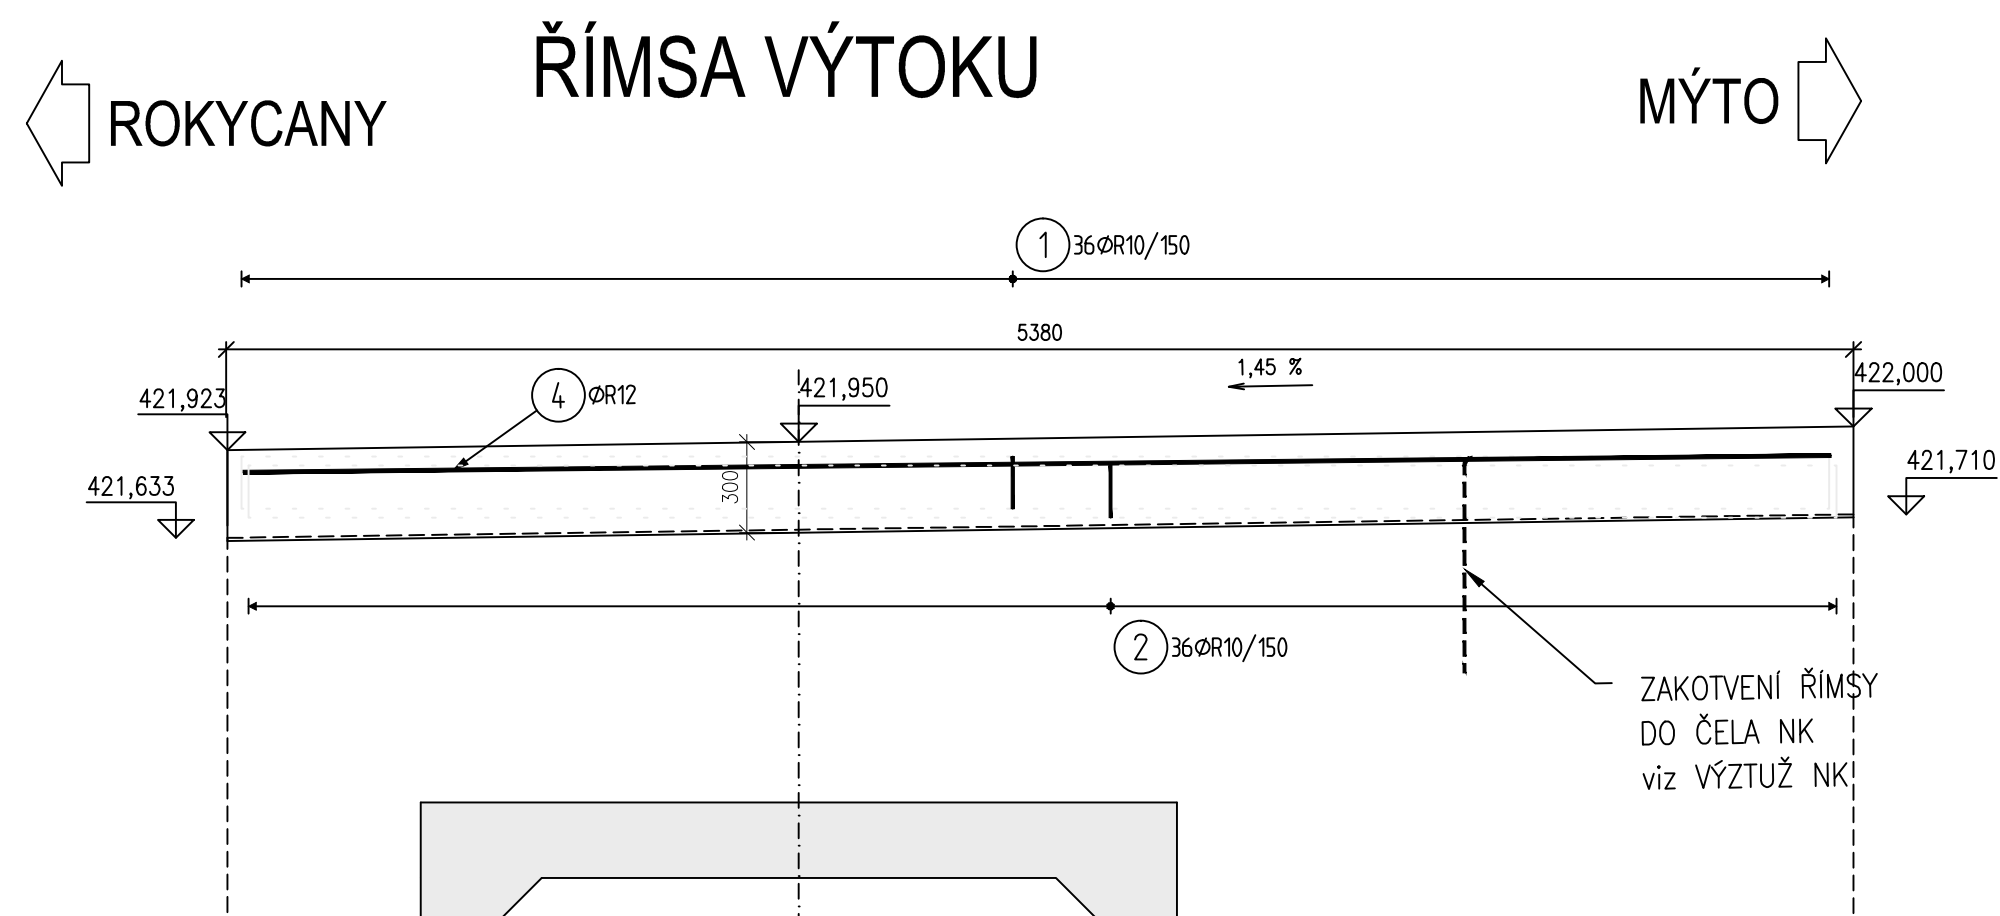 ŘÍMSA VÝTOKU
ROKYCANY
MÝTO
1 36ØR10/150
5380
1,45 %
421,923
4 ØR12
421,950
422,000
421,633
300
421,710
2 36ØR10/150
ZAKOTVENÍ ŘÍMSY
DO ČELA NK
viz VÝZTUŽ NK